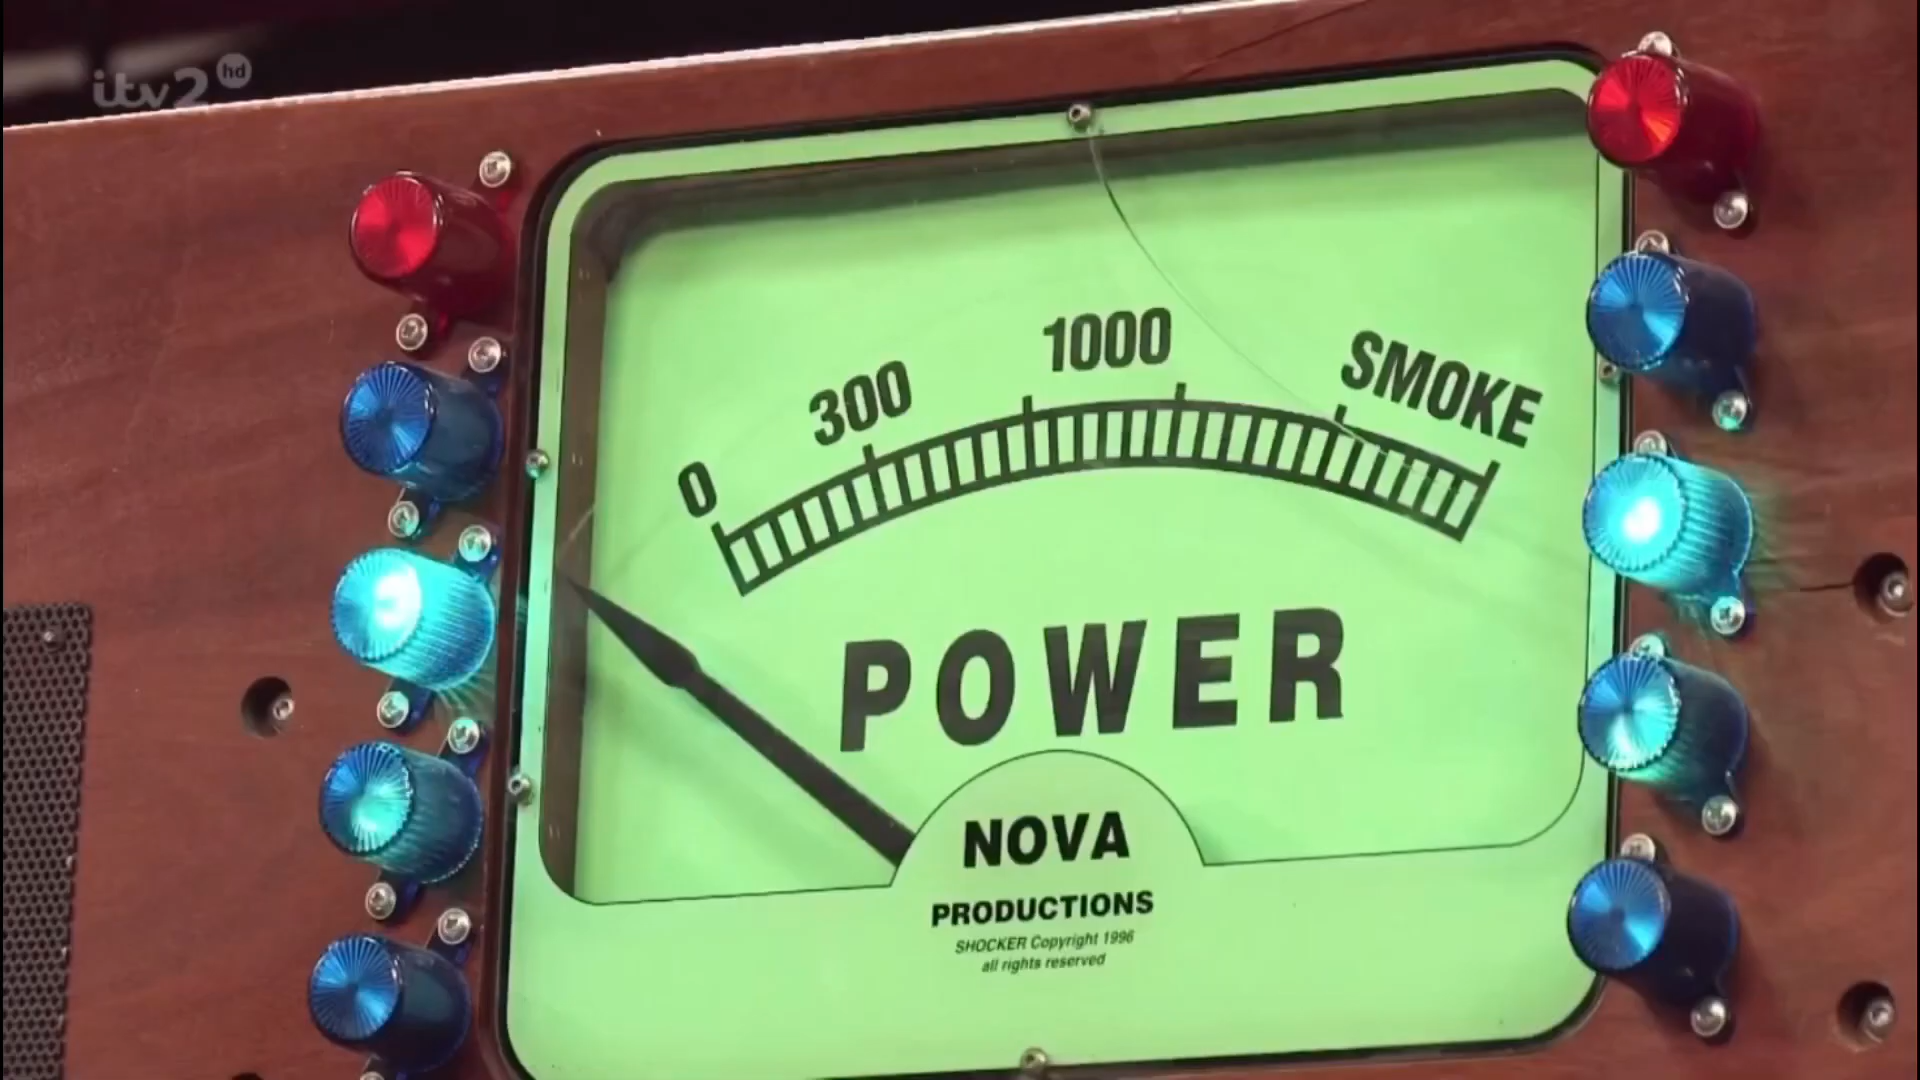 itv2 hd
0 300 1000 SMOKE
POWER
NOVA
PRODUCTIONS
SHOCKER Copyright 1996
all rights reserved